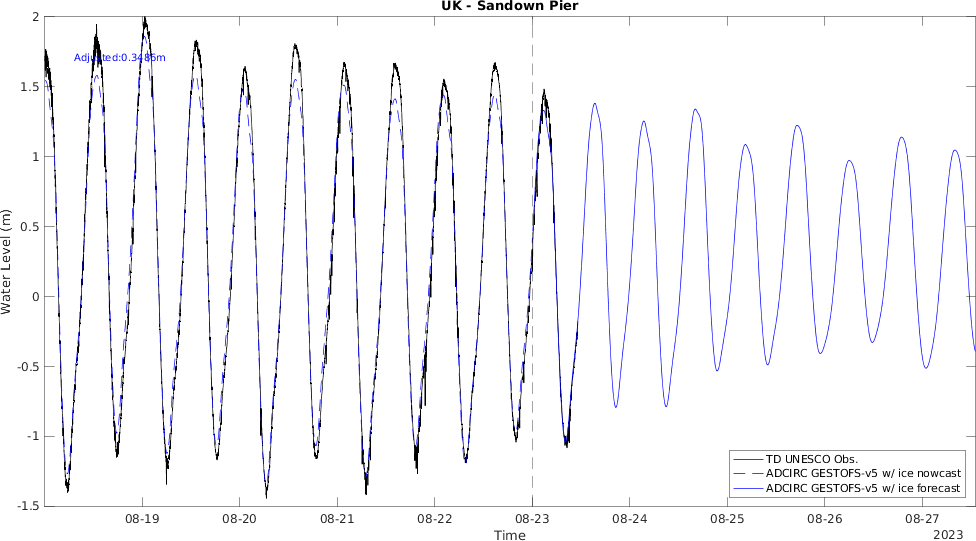 UK - Sandown Pier
Adjusted:0.3485m
Water Level (m)
2
1.5
1
0.5
0
-0.5
-1
-1.5
08-19
08-20
08-21
08-22
08-23
08-24
08-25
08-26
08-27
Time
2023
TD UNESCO Obs.
ADCIRC GESTOFS-v5 w/ ice nowcast
ADCIRC GESTOFS-v5 w/ ice forecast